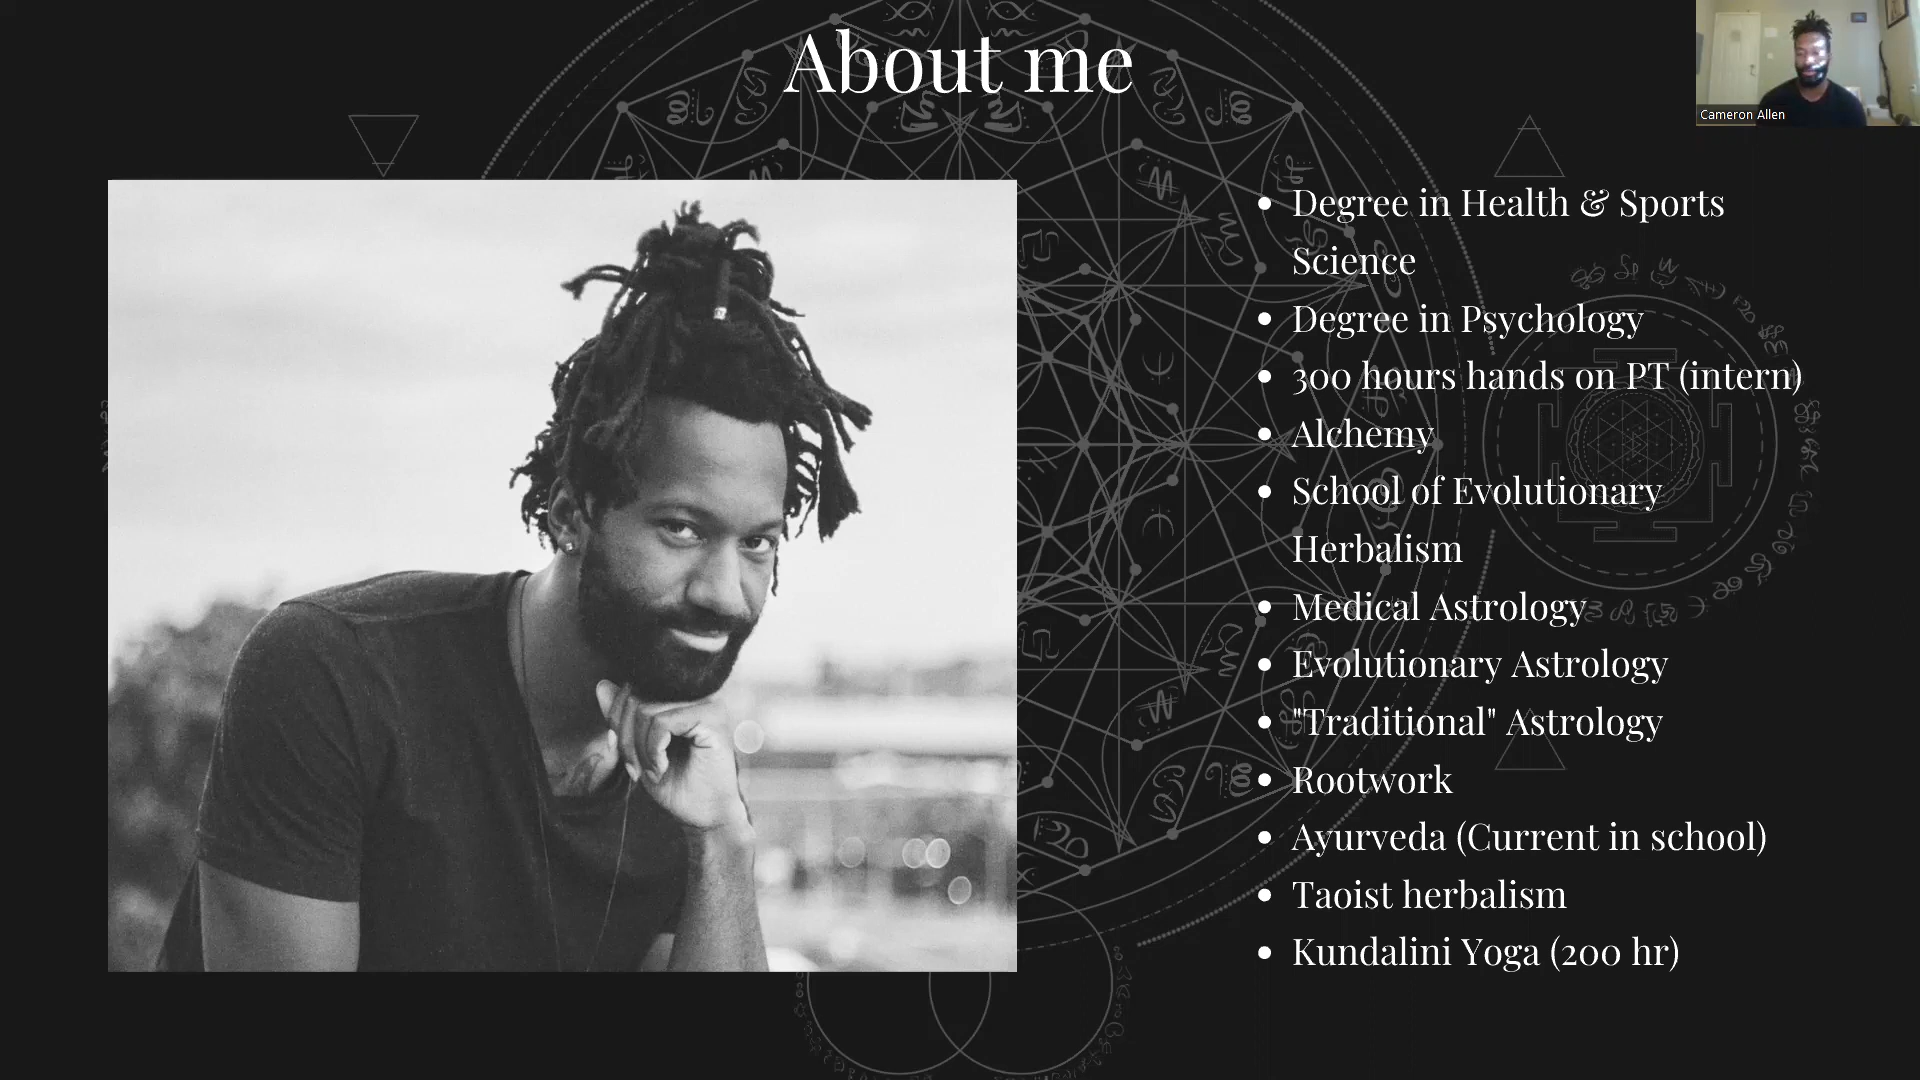 About me
Cameron Allen
Degree in Health & Sports
Science
Degree in Psychology
300 hours hands on PT (intern)
Alchemy
School of Evolutionary
Herbalism
Medical Astrology
Evolutionary Astrology
"Traditional" Astrology
Rootwork
Ayurveda (Current in school)
Taoist herbalism
Kundalini Yoga (200 hr)